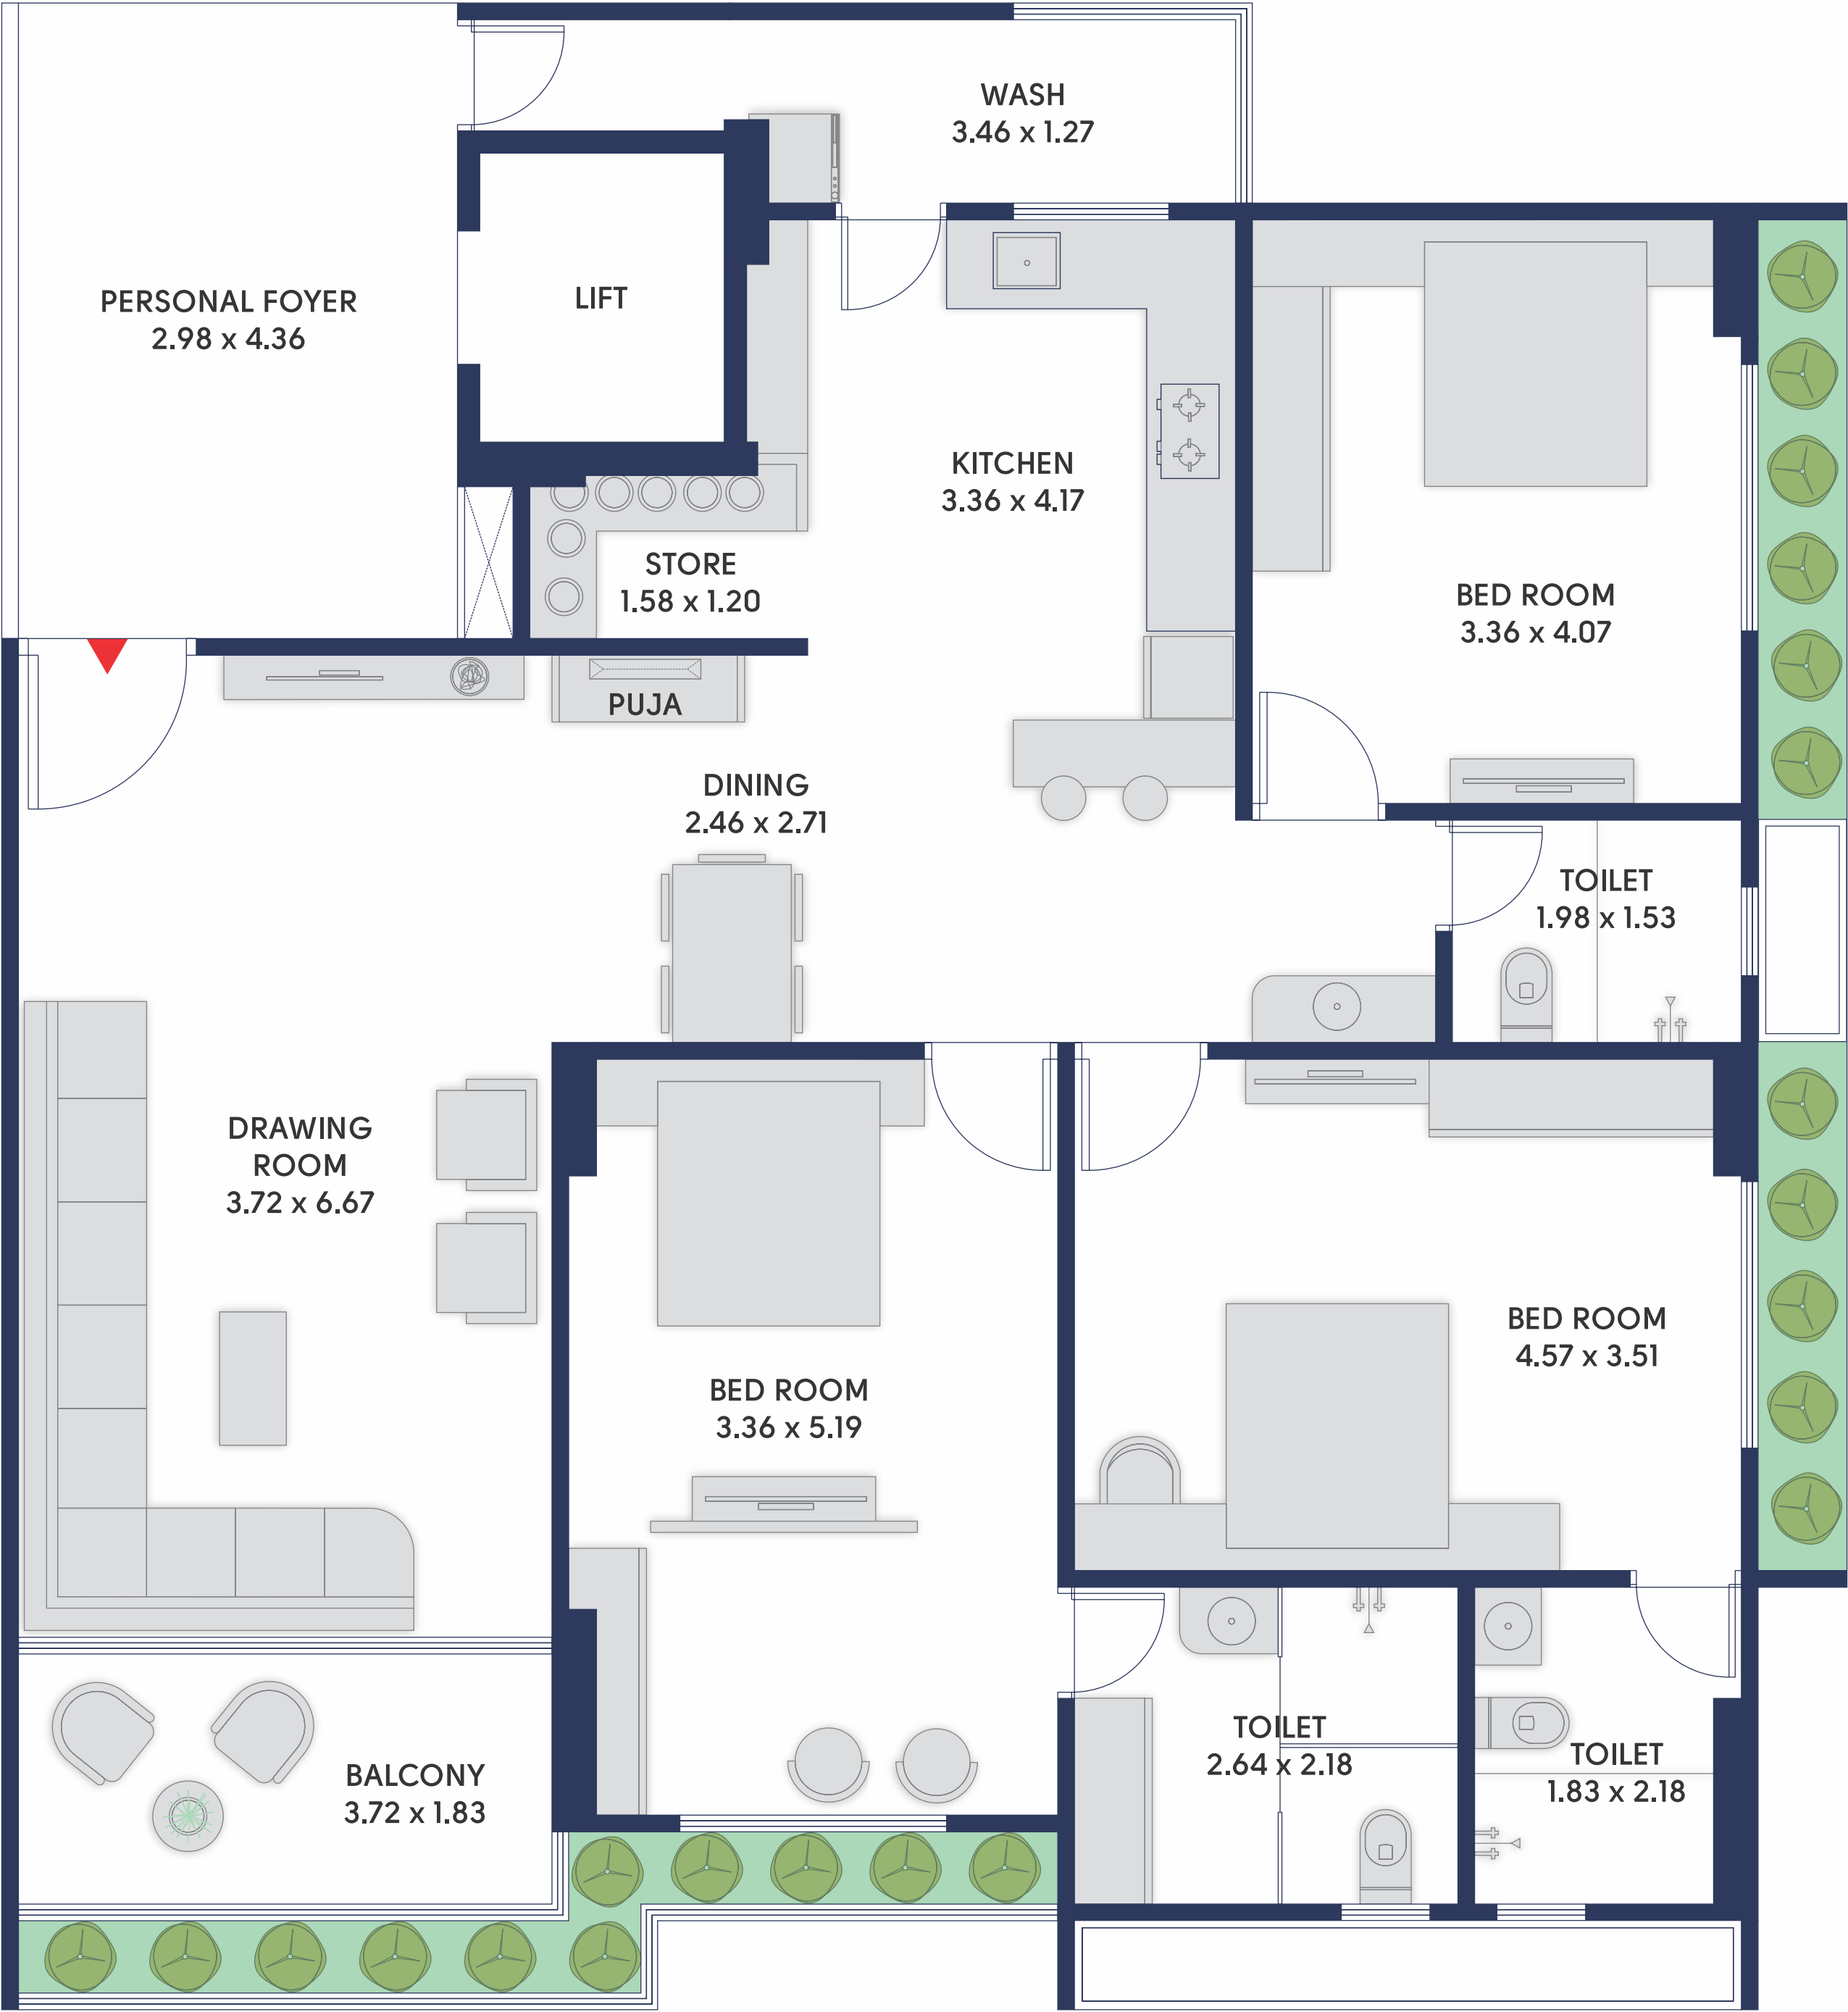 WASH
3.46 x 1.27
PERSONAL FOYER
2.98 x 4.36
LIFT
KITCHEN
3.36 x 4.17
STORE
1.58 x 1.20
BED ROOM
3.36 x 4.07
PUJA
DINING
2.46 x 2.71
TOILET
1.98 x 1.53
DRAWING
ROOM
3.72 x 6.67
BED ROOM
4.57 x 3.51
BED ROOM
3.36 x 5.19
TOILET
2.64 x 2.18
TOILET
1.83 x 2.18
BALCONY
3.72 x 1.83